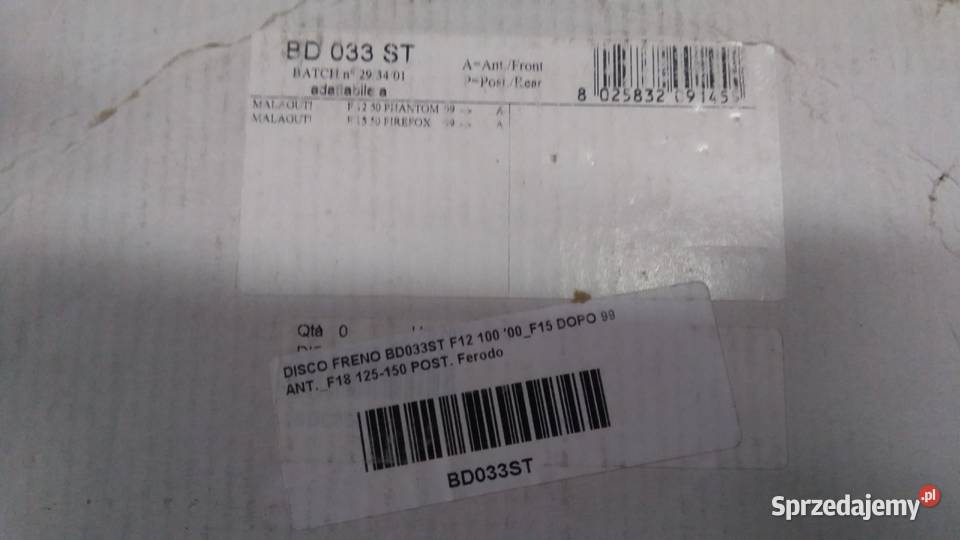 BD 033 ST
BATCH nº 29 34 01
adattabile a
A=Ant./Front
P=Post./Rear
8 025832 09145
MALAGUTI F 12 50 PHANTOM 99 --> A
MALAGUTI F 15 50 FIREFOX 99 --> A
Qtà 0
DISCO FRENO BD033ST F12 100 '00_F15 DOPO 99
ANT._F18 125-150 POST. Ferodo
BD033ST
Sprzedajemy.pl